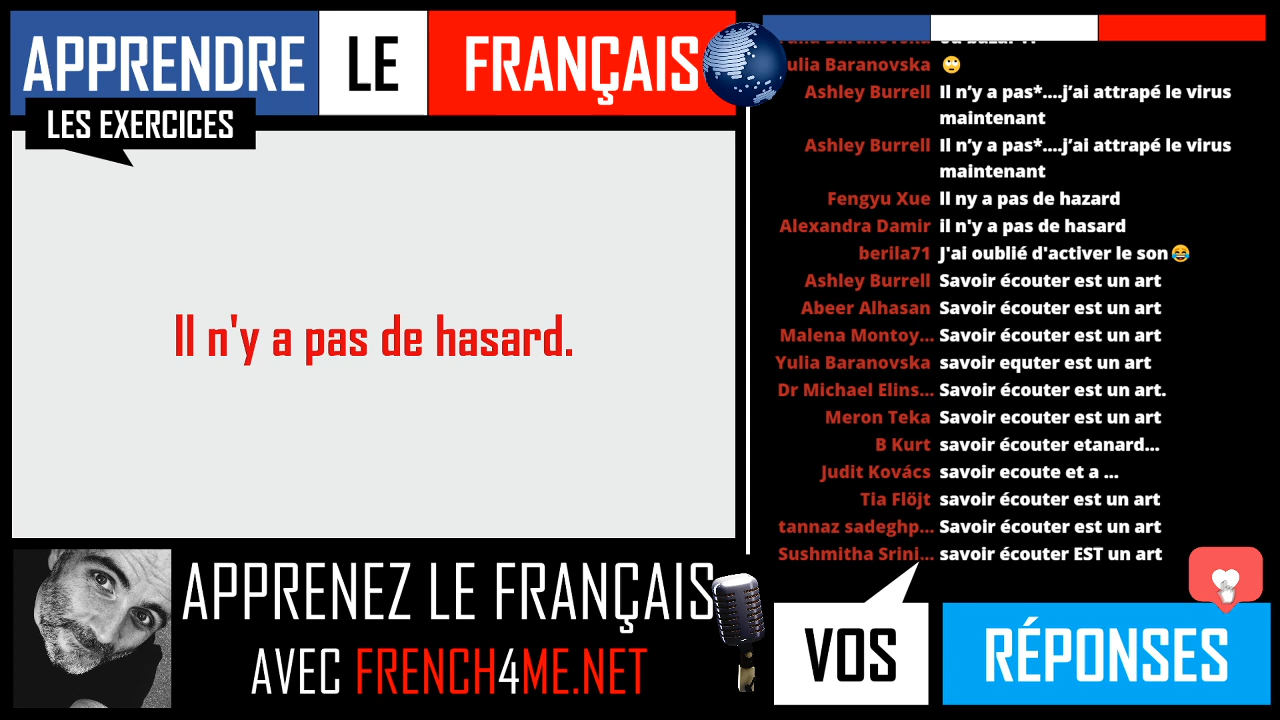 APPRENDRE LE FRANÇAIS
LES EXERCICES
Il n'y a pas de hasard.
APPRENEZ LE FRANÇAIS
AVEC FRENCH4ME.NET
Yulia Baranovska
ulia Baranovska 🙄
Ashley Burrell Il n’y a pas*....j’ai attrapé le virus
maintenant
Ashley Burrell Il n’y a pas*....j’ai attrapé le virus
maintenant
Fengyu Xue Il ny a pas de hazard
Alexandra Damir il n'y a pas de hasard
berila71 J'ai oublié d'activer le son 😂
Ashley Burrell Savoir écouter est un art
Abeer Alhasan Savoir écouter est un art
Malena Montoy... Savoir écouter est un art
Yulia Baranovska savoir equter est un art
Dr Michael Elins... Savoir écouter est un art.
Meron Teka Savoir ecouter est un art
B Kurt savoir écouter etanard...
Judit Kovács savoir ecoute et a ...
Tia Flöjt savoir écouter est un art
tannaz sadeghp... Savoir écouter est un art
Sushmitha Srini... savoir écouter EST un art
VOS RÉPONSES